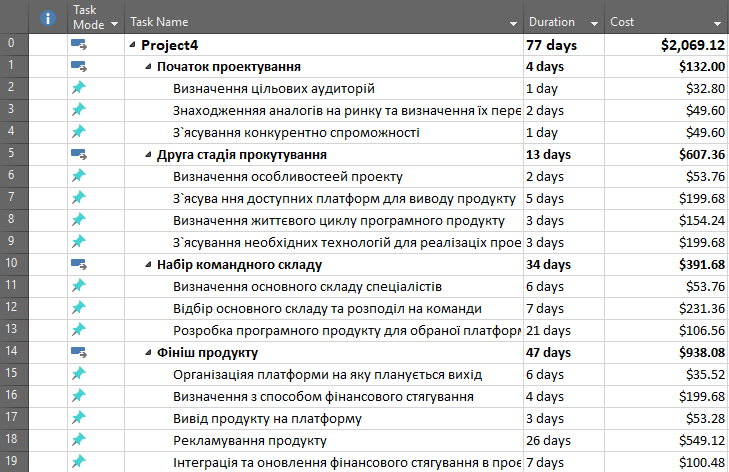 Task Mode Task Name Duration Cost
0 Project4 77 days $2,069.12
1 Початок проектування 4 days $132.00
2 Визначення цільових аудиторій 1 day $32.80
3 Знаходженняя аналогів на ринку та визначення їх пере 2 days $49.60
4 З`ясування конкурентно спроможності 1 day $49.60
5 Друга стадія прокутування 13 days $607.36
6 Визначення особливостеей проекту 2 days $53.76
7 З`ясува ння доступних платформ для виводу продукту 5 days $199.68
8 Визначення життєвого циклу програмного продукту 3 days $154.24
9 З`ясування необхідних технологій для реалізаціх прое 3 days $199.68
10 Набір командного складу 34 days $391.68
11 Визначення основного складу спеціалістів 6 days $53.76
12 Відбір основного складу та розподіл на команди 7 days $231.36
13 Розробка програмного продукту для обраної платформ 21 days $106.56
14 Фініш продукту 47 days $938.08
15 Організаціяя платформи на яку планується вихід 6 days $35.52
16 Визначення з способом фінансового стягування 4 days $199.68
17 Вивід продукту на платформу 3 days $53.28
18 Рекламування продукту 26 days $549.12
19 Інтеграція та оновлення фінансового стягування в прое 7 days $100.48